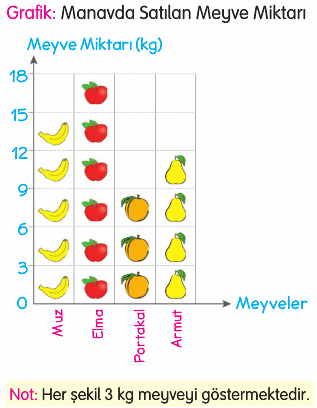 Grafik: Manavda Satılan Meyve Miktarı
Meyve Miktarı (kg)
18
15
12
9
6
3
0
Meyveler
Muz
Elma
Portakal
Armut
Not: Her şekil 3 kg meyveyi göstermektedir.